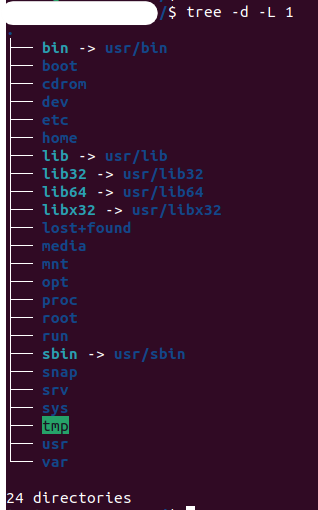 /$ tree -d -L 1
.
├── bin -> usr/bin
├── boot
├── cdrom
├── dev
├── etc
├── home
├── lib -> usr/lib
├── lib32 -> usr/lib32
├── lib64 -> usr/lib64
├── libx32 -> usr/libx32
├── lost+found
├── media
├── mnt
├── opt
├── proc
├── root
├── run
├── sbin -> usr/sbin
├── snap
├── srv
├── sys
├── tmp
├── usr
└── var
24 directories